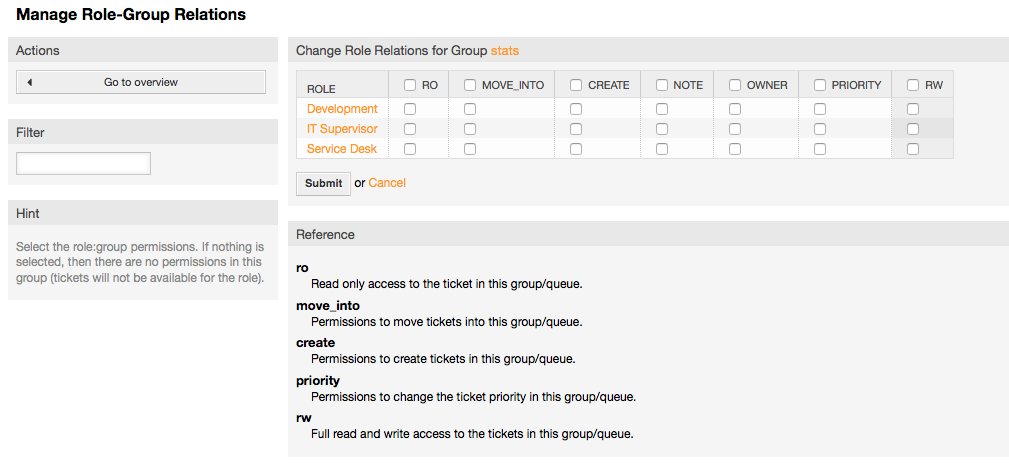 Manage Role-Group Relations
Actions
Go to overview
Filter
Hint
Select the role:group permissions. If nothing is
selected, then there are no permissions in this
group (tickets will not be available for the role).
Change Role Relations for Group stats
ROLE RO MOVE_INTO CREATE NOTE OWNER PRIORITY RW
Development
IT Supervisor
Service Desk
Submit or Cancel
Reference
ro
Read only access to the ticket in this group/queue.
move_into
Permissions to move tickets into this group/queue.
create
Permissions to create tickets in this group/queue.
priority
Permissions to change the ticket priority in this group/queue.
rw
Full read and write access to the tickets in this group/queue.